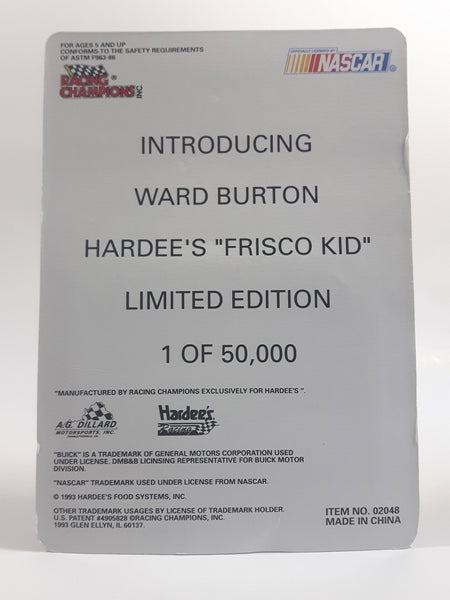 FOR AGES 5 AND UP
CONFORMS TO THE SAFETY REQUIREMENTS
OF ASTM F963-86
RACING
CHAMPIONS® INC
OFFICIALLY LICENSED BY
NASCAR®
INTRODUCING
WARD BURTON
HARDEE'S "FRISCO KID"
LIMITED EDITION
1 OF 50,000
"MANUFACTURED BY RACING CHAMPIONS EXCLUSIVELY FOR HARDEE'S ".
A.G. DILLARD
MOTORSPORTS, INC.
Hardee's
Racing
"BUICK" IS A TRADEMARK OF GENERAL MOTORS CORPORATION USED
UNDER LICENSE. DMB&B LICENSING REPRESENTATIVE FOR BUICK MOTOR
DIVISION.
"NASCAR" TRADEMARK USED UNDER LICENSE FROM NASCAR.
© 1993 HARDEE'S FOOD SYSTEMS, INC.
OTHER TRADEMARK USAGES BY LICENSE OF TRADEMARK HOLDER.
U.S. PATENT #4905828 ©RACING CHAMPIONS, INC.
1993 GLEN ELLYN, IL 60137.
ITEM NO. 02048
MADE IN CHINA